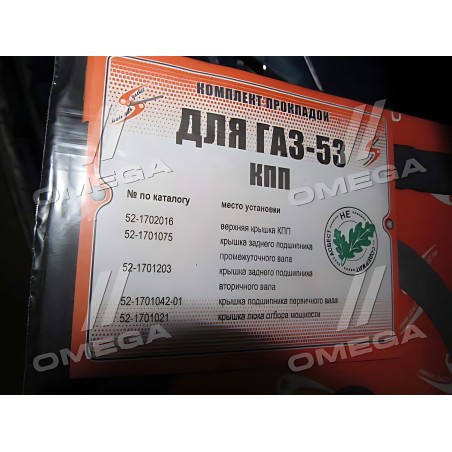 КОМПЛЕКТ ПРОКЛАДОК
ДЛЯ ГАЗ-53
КПП
№ по каталогу место установки
52-1702016 верхняя крышка КПП
52-1701075 крышка заднего подшипника
промежуточного вала
52-1701203 крышка заднего подшипника
вторичного вала
52-1701042-01 крышка подшипника первичного вала
52-1701021 крышка люка отбора мощности
НЕ
СОДЕРЖИТ
АСБЕСТ
OMEGA
OMEGA
OMEGA
OMEGA